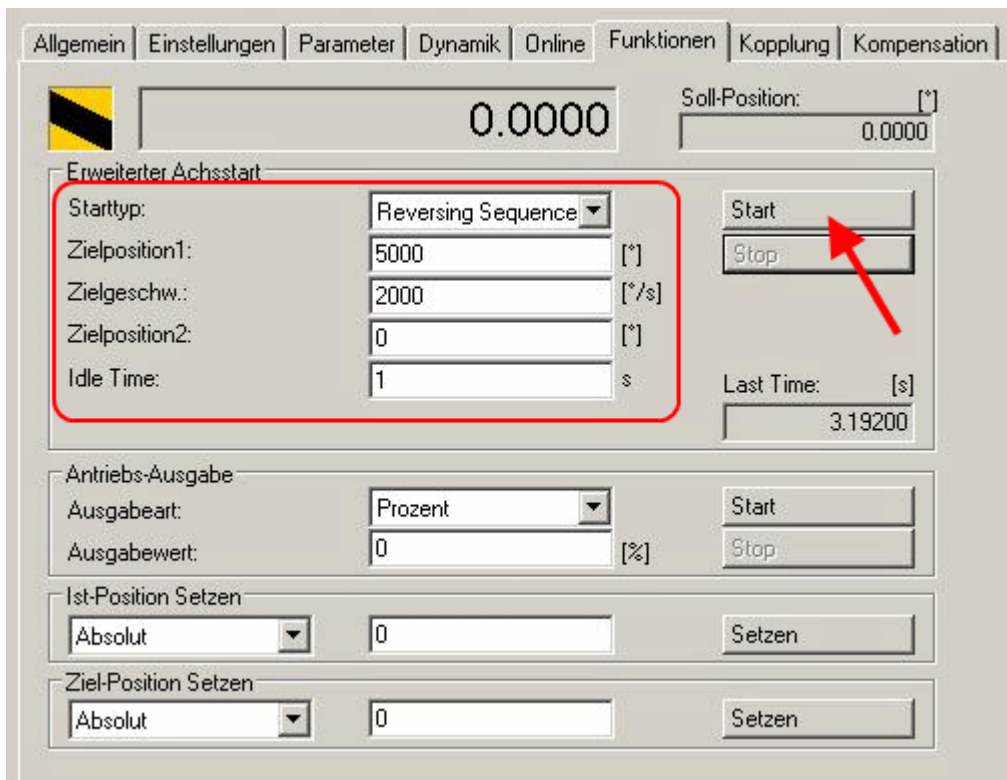 Allgemein Einstellungen Parameter Dynamik Online Funktionen Kopplung Kompensation
0.0000
Soll-Position: [°]
0.0000
Erweiterter Achsstart
Starttyp: Reversing Sequence Start
Zielposition1: 5000 [°] Stop
Zielgeschw.: 2000 [°/s]
Zielposition2: 0 [°]
Idle Time: 1 s
Last Time: [s]
3.19200
Antriebs-Ausgabe
Ausgabeart: Prozent Start
Ausgabewert: 0 [%] Stop
Ist-Position Setzen
Absolut 0 Setzen
Ziel-Position Setzen
Absolut 0 Setzen